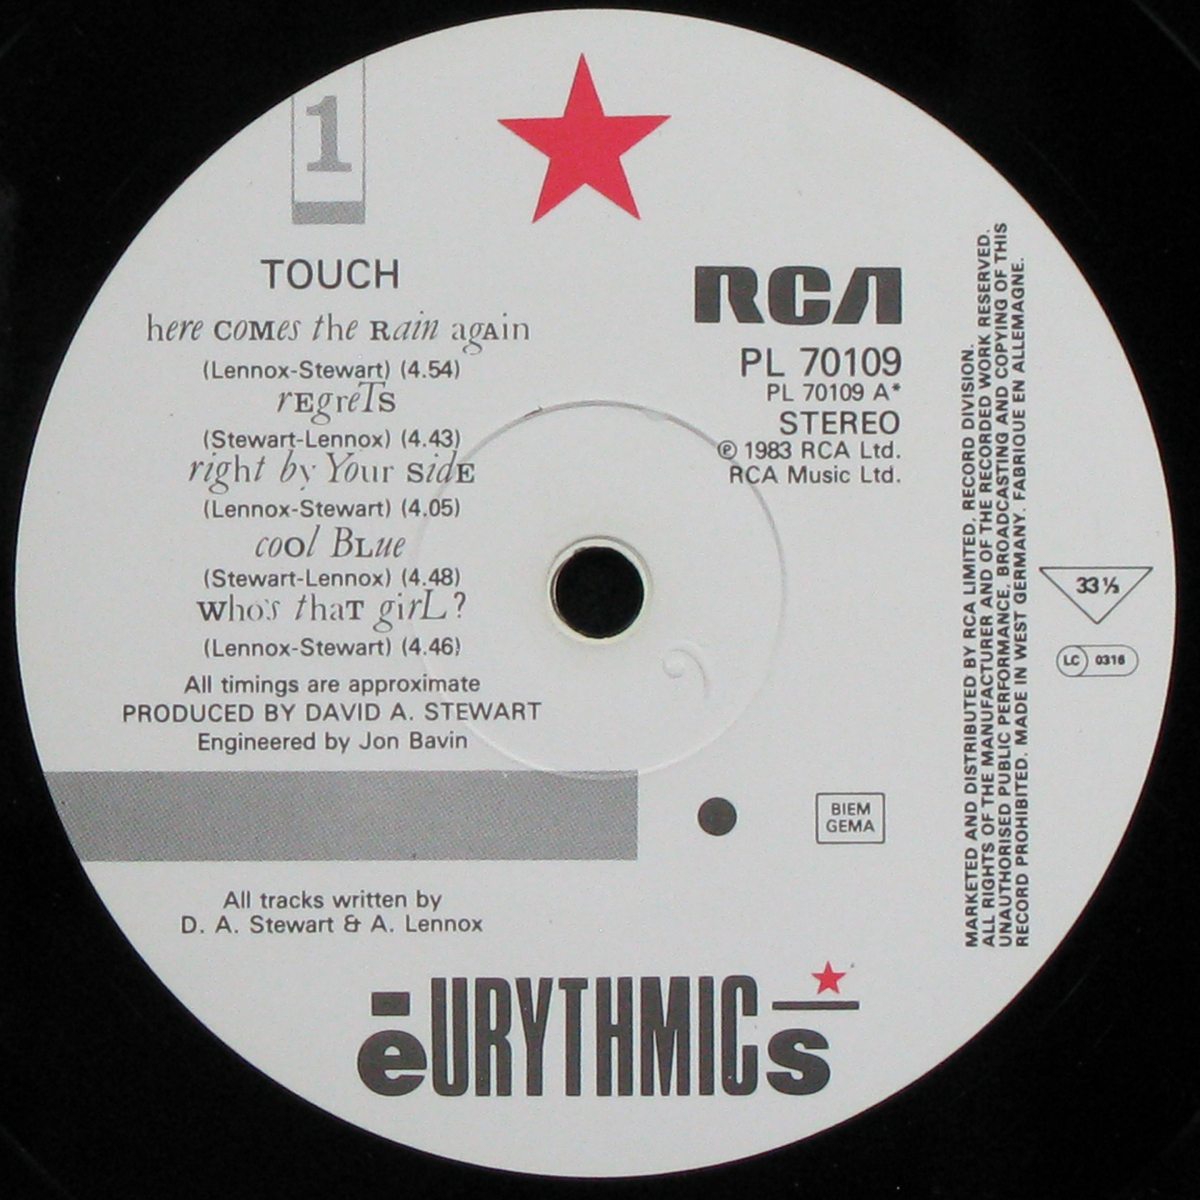 1
TOUCH
here COMes the Rain agAin
(Lennox-Stewart) (4.54)
rEgreTS
(Stewart-Lennox) (4.43)
right by Your SidE
(Lennox-Stewart) (4.05)
coOl BLue
(Stewart-Lennox) (4.48)
Who's thaT girL?
(Lennox-Stewart) (4.46)
All timings are approximate
PRODUCED BY DAVID A. STEWART
Engineered by Jon Bavin
RCA
PL 70109
PL 70109 A*
STEREO
℗ 1983 RCA Ltd.
RCA Music Ltd.
MARKETED AND DISTRIBUTED BY RCA LIMITED, RECORD DIVISION.
ALL RIGHTS OF THE MANUFACTURER AND OF THE RECORDED WORK RESERVED.
UNAUTHORISED PUBLIC PERFORMANCE, BROADCASTING AND COPYING OF THIS
RECORD PROHIBITED. MADE IN WEST GERMANY. FABRIQUE EN ALLEMAGNE.
33⅓
LC 0316
BIEM
GEMA
All tracks written by
D. A. Stewart & A. Lennox
eURYTHMICs